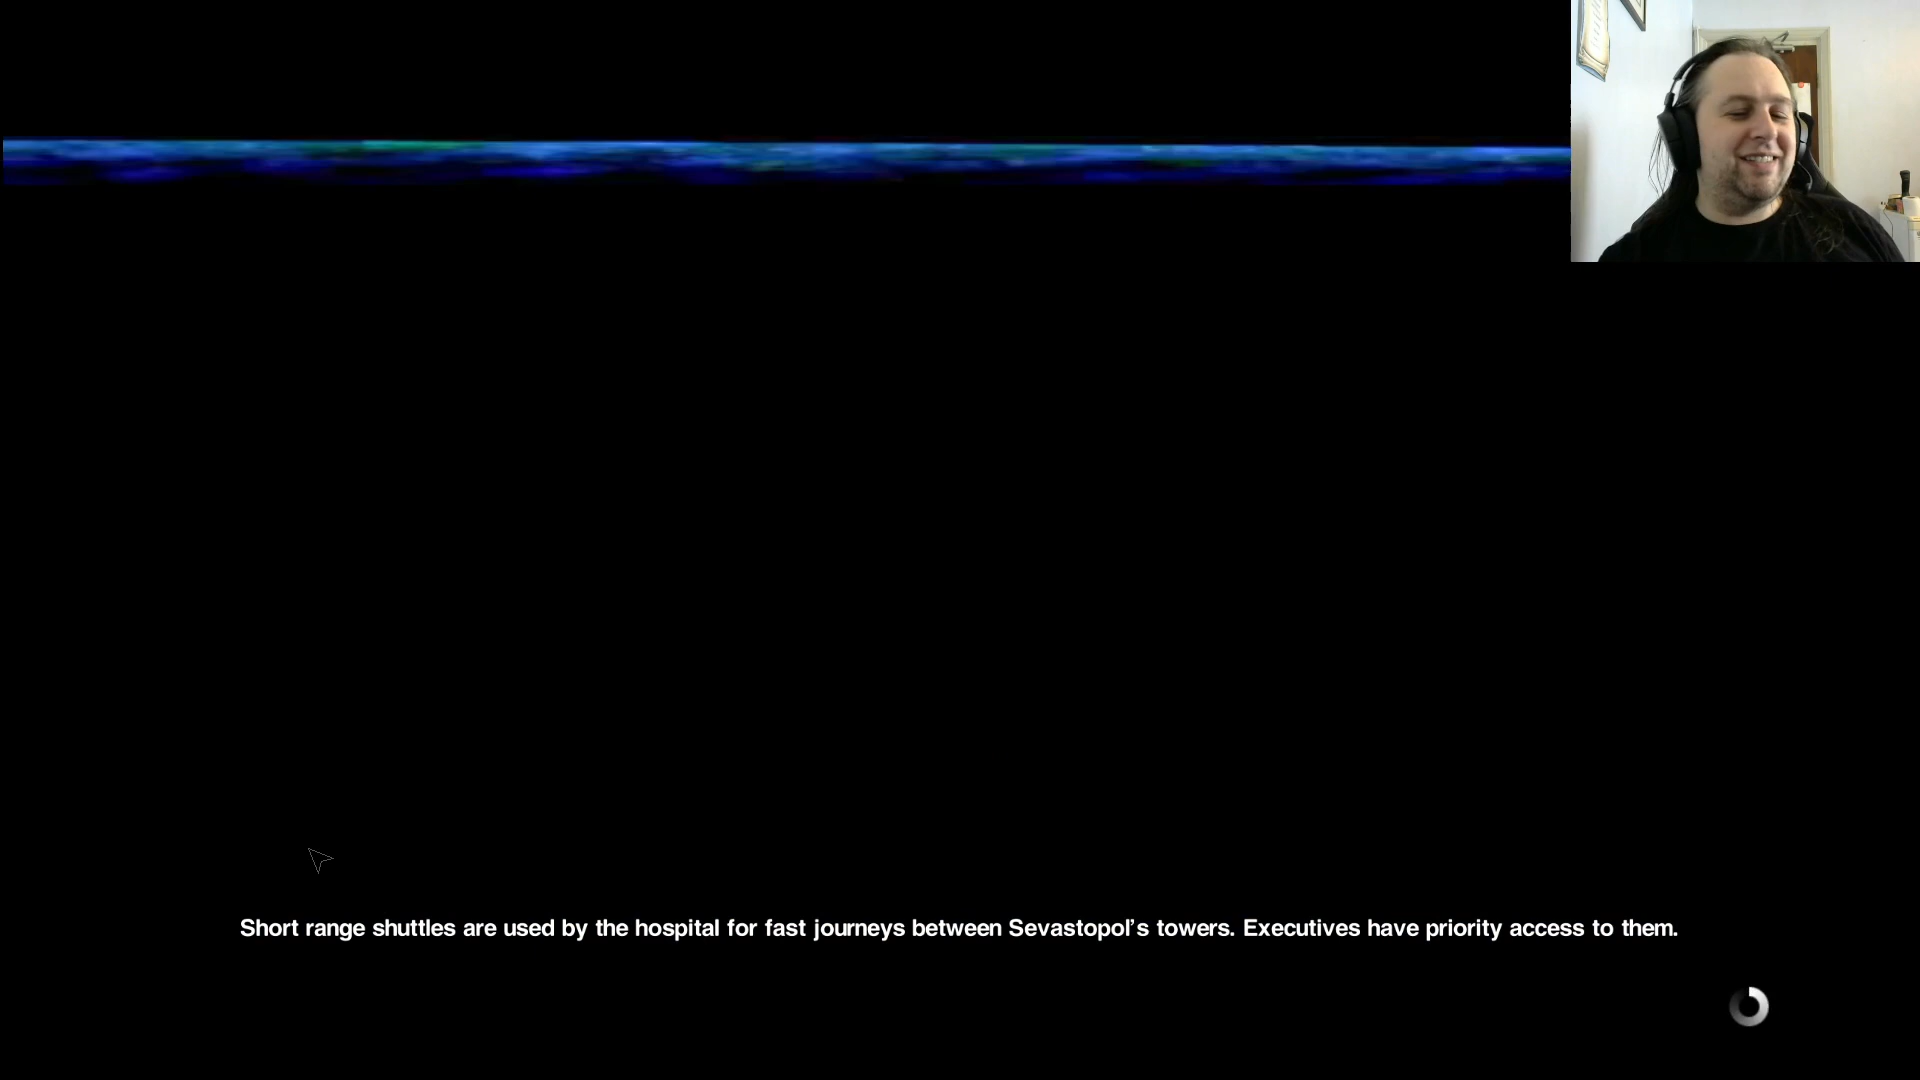 Short range shuttles are used by the hospital for fast journeys between Sevastopol’s towers. Executives have priority access to them.